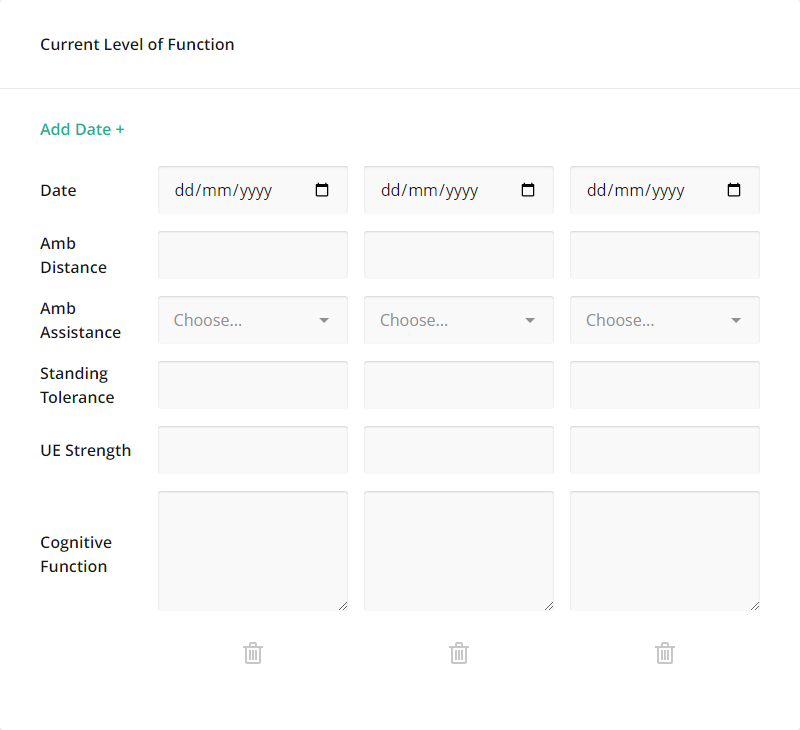 Current Level of Function
Add Date +
Date dd/mm/yyyy dd/mm/yyyy dd/mm/yyyy
Amb
Distance
Amb
Assistance
Choose... Choose... Choose...
Standing
Tolerance
UE Strength
Cognitive
Function